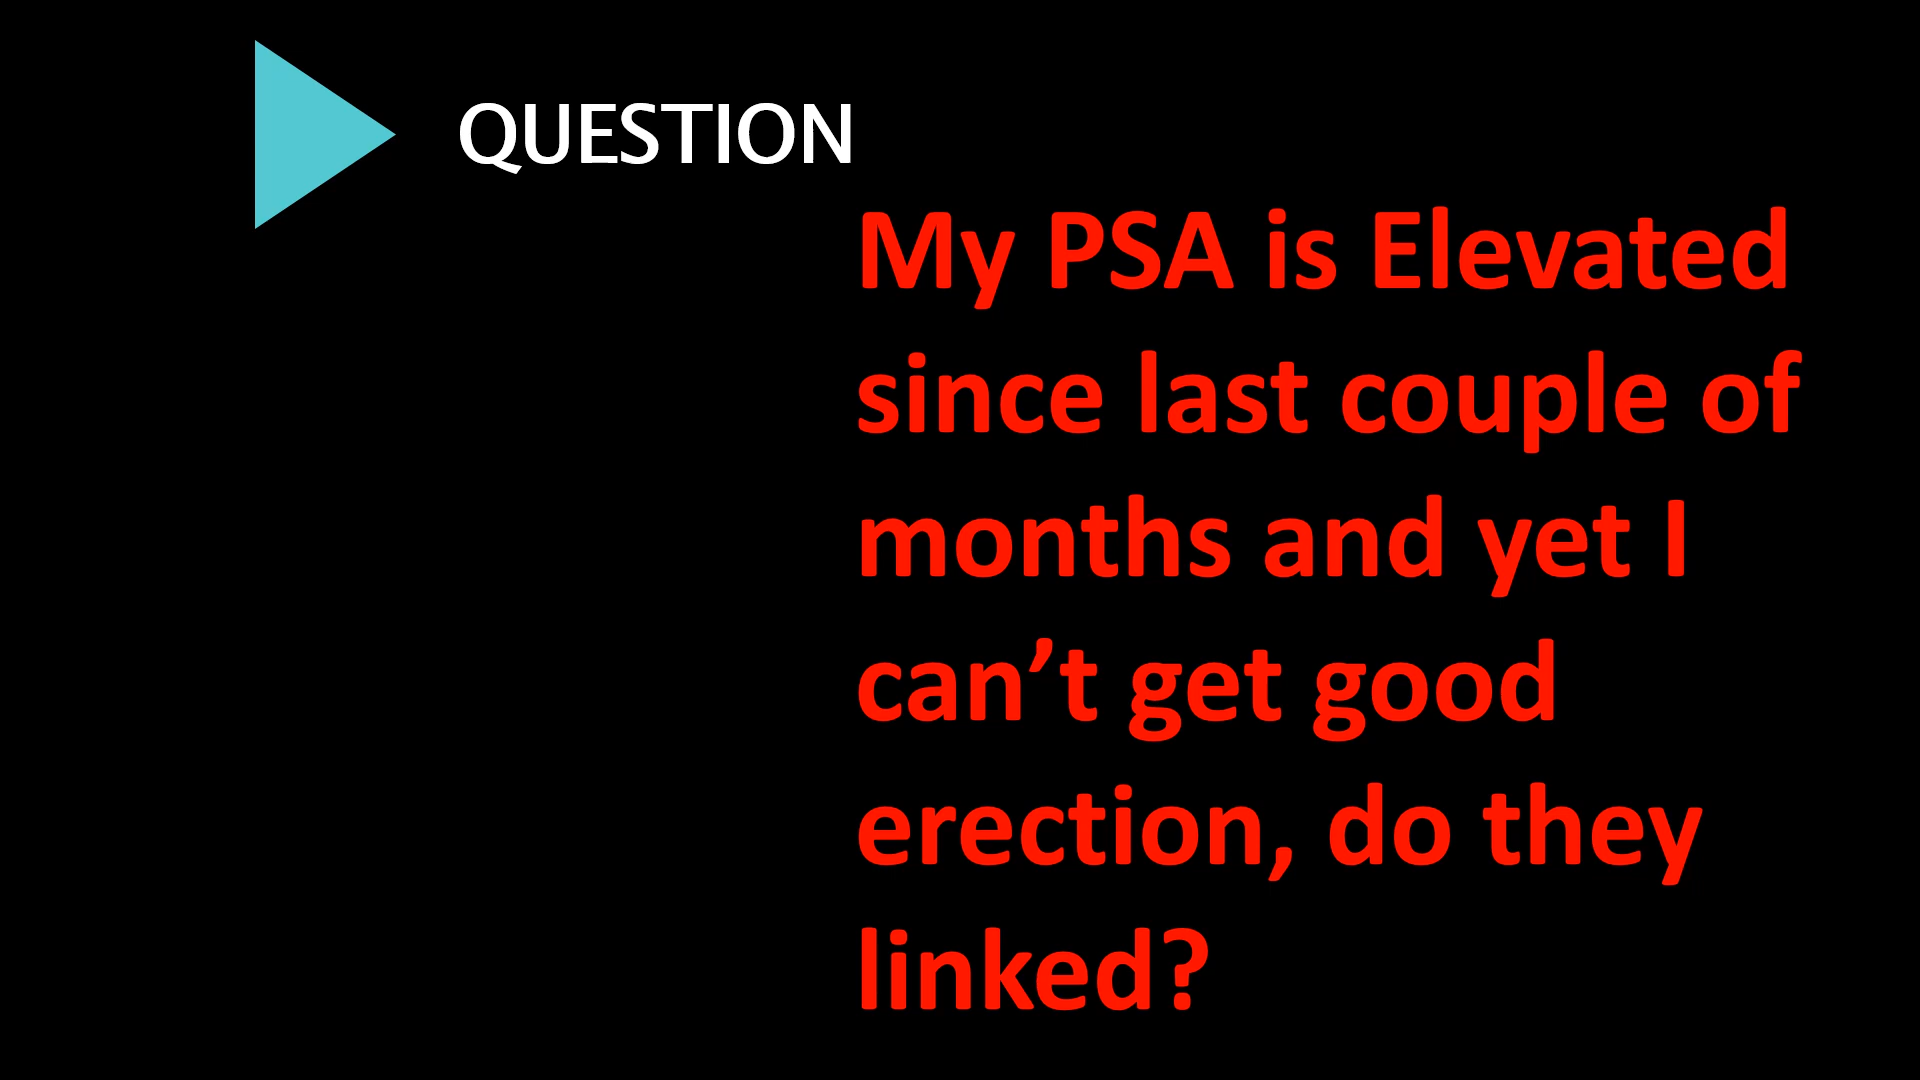 QUESTION
My PSA is Elevated
since last couple of
months and yet I
can’t get good
erection, do they
linked?